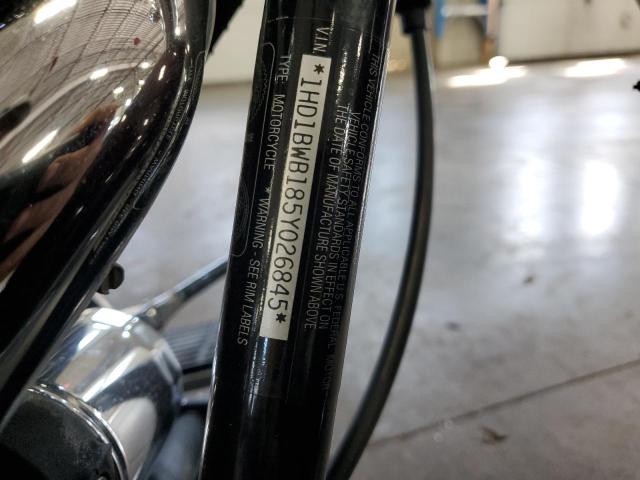 THIS VEHICLE CONFORMS TO ALL APPLICABLE U.S. FEDERAL MOTOR
VEHICLE SAFETY STANDARDS IN EFFECT ON
THE DATE OF MANUFACTURE SHOWN ABOVE
V.I.N.
*1HD1BWB185Y026845*
TYPE: MOTORCYCLE * WARNING - SEE RIM LABELS